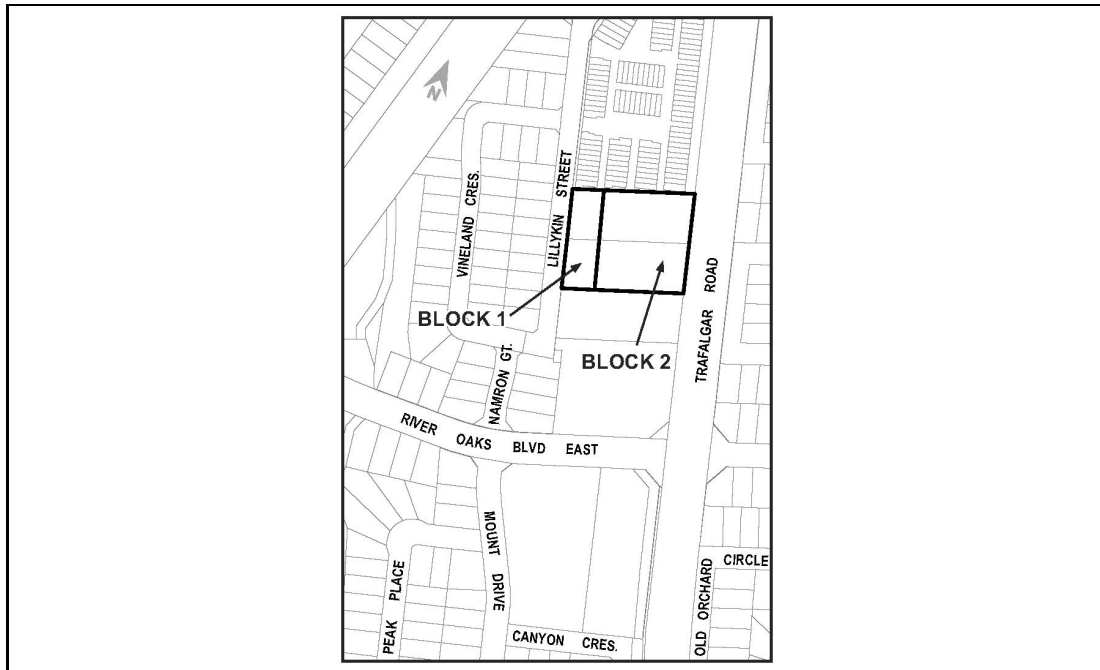 N
VINELAND CRES.
LILLYKIN STREET
BLOCK 1
BLOCK 2
TRAFALGAR ROAD
NAMRON GT.
RIVER OAKS BLVD EAST
MOUNT DRIVE
PEAK PLACE
CANYON CRES.
OLD ORCHARD
CIRCLE